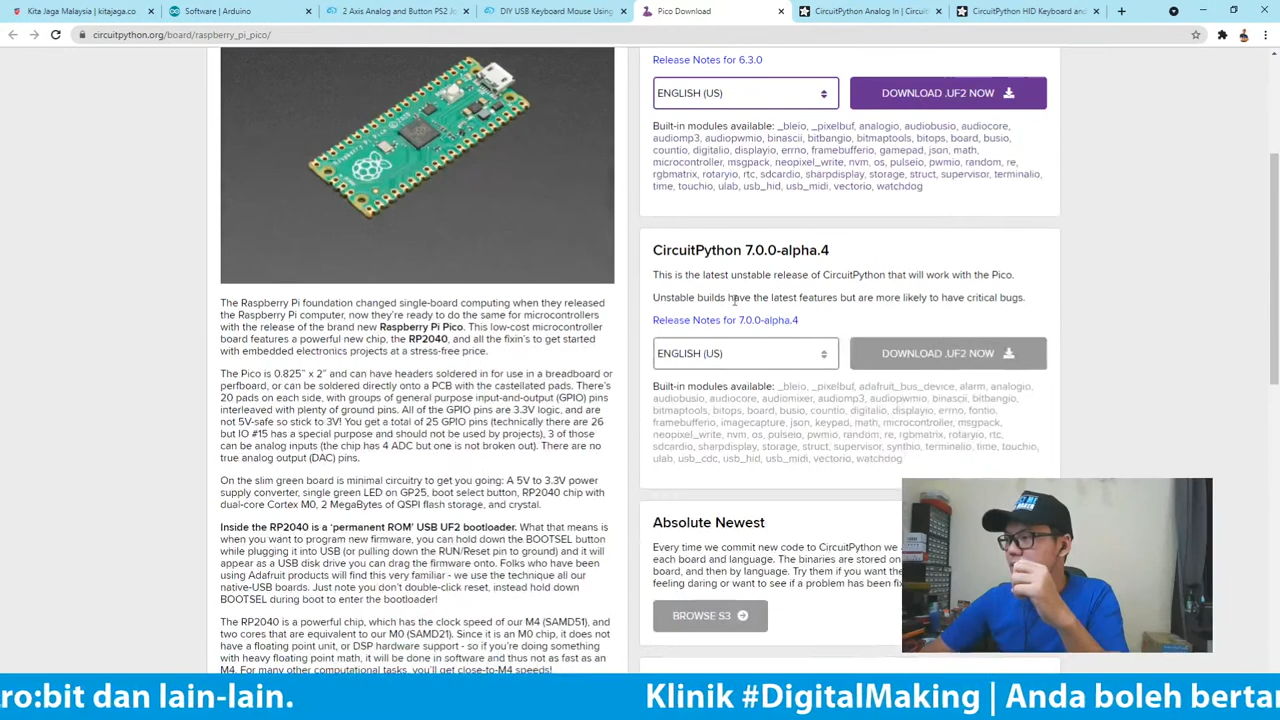 Kita Jaga Malaysia | kitajaga.co
Software | Arduino
2 Axis Analog and Button PS2 Jo
DIY USB Keyboard Mouse Using
Pico Download
CircuitPython Analog In | Circuit
CircuitPython HID Keyboard and
circuitpython.org/board/raspberry_pi_pico/
Raspberry Pi Pico
The Raspberry Pi foundation changed single-board computing when they released
the Raspberry Pi computer, now they're ready to do the same for microcontrollers
with the release of the brand new Raspberry Pi Pico. This low-cost microcontroller
board features a powerful new chip, the RP2040, and all the fixin's to get started
with embedded electronics projects at a stress-free price.
The Pico is 0.825" x 2" and can have headers soldered in for use in a breadboard or
perfboard, or can be soldered directly onto a PCB with the castellated pads. There's
20 pads on each side, with groups of general purpose input-and-output (GPIO) pins
interleaved with plenty of ground pins. All of the GPIO pins are 3.3V logic, and are
not 5V-safe so stick to 3V! You get a total of 25 GPIO pins (technically there are 26
but IO #15 has a special purpose and should not be used by projects), 3 of those
can be analog inputs (the chip has 4 ADC but one is not broken out). There are no
true analog output (DAC) pins.
On the slim green board is minimal circuitry to get you going: A 5V to 3.3V power
supply converter, single green LED on GP25, boot select button, RP2040 chip with
dual-core Cortex M0, 2 MegaBytes of QSPI flash storage, and crystal.
Inside the RP2040 is a 'permanent ROM' USB UF2 bootloader. What that means is
when you want to program new firmware, you can hold down the BOOTSEL button
while plugging it into USB (or pulling down the RUN/Reset pin to ground) and it will
appear as a USB disk drive you can drag the firmware onto. Folks who have been
using Adafruit products will find this very familiar - we use the technique all our
native-USB boards. Just note you don't double-click reset, instead hold down
BOOTSEL during boot to enter the bootloader!
The RP2040 is a powerful chip, which has the clock speed of our M4 (SAMD51), and
two cores that are equivalent to our M0 (SAMD21). Since it is an M0 chip, it does not
have a floating point unit, or DSP hardware support - so if you're doing something
with heavy floating point math, it will be done in software and thus not as fast as an
M4. For many other computational tasks, you'll get close-to-M4 speeds!
Release Notes for 6.3.0
ENGLISH (US)
DOWNLOAD .UF2 NOW
Built-in modules available: _bleio, _pixelbuf, analogio, audiobusio, audiocore,
audiomp3, audiopwmio, binascii, bitbangio, bitmaptools, bitops, board, busio,
countio, digitalio, displayio, errno, framebufferio, gamepad, json, math,
microcontroller, msgpack, neopixel_write, nvm, os, pulseio, pwmio, random, re,
rgbmatrix, rotaryio, rtc, sdcardio, sharpdisplay, storage, struct, supervisor, terminalio,
time, touchio, ulab, usb_hid, usb_midi, vectorio, watchdog
CircuitPython 7.0.0-alpha.4
This is the latest unstable release of CircuitPython that will work with the Pico.
Unstable builds have the latest features but are more likely to have critical bugs.
Release Notes for 7.0.0-alpha.4
ENGLISH (US)
DOWNLOAD .UF2 NOW
Built-in modules available: _bleio, _pixelbuf, adafruit_bus_device, alarm, analogio,
audiobusio, audiocore, audiomixer, audiomp3, audiopwmio, binascii, bitbangio,
bitmaptools, bitops, board, busio, countio, digitalio, displayio, errno, fontio,
framebufferio, imagecapture, json, keypad, math, microcontroller, msgpack,
neopixel_write, nvm, os, pulseio, pwmio, random, re, rgbmatrix, rotaryio, rtc,
sdcardio, sharpdisplay, storage, struct, supervisor, synthio, terminalio, time, touchio,
ulab, usb_cdc, usb_hid, usb_midi, vectorio, watchdog
Absolute Newest
Every time we commit new code to CircuitPython we
each board and language. The binaries are stored on
board, and then by language. Try them if you want the
feeling daring or want to see if a problem has been fix
BROWSE S3
ro:bit dan lain-lain.
Klinik #DigitalMaking | Anda boleh bertan